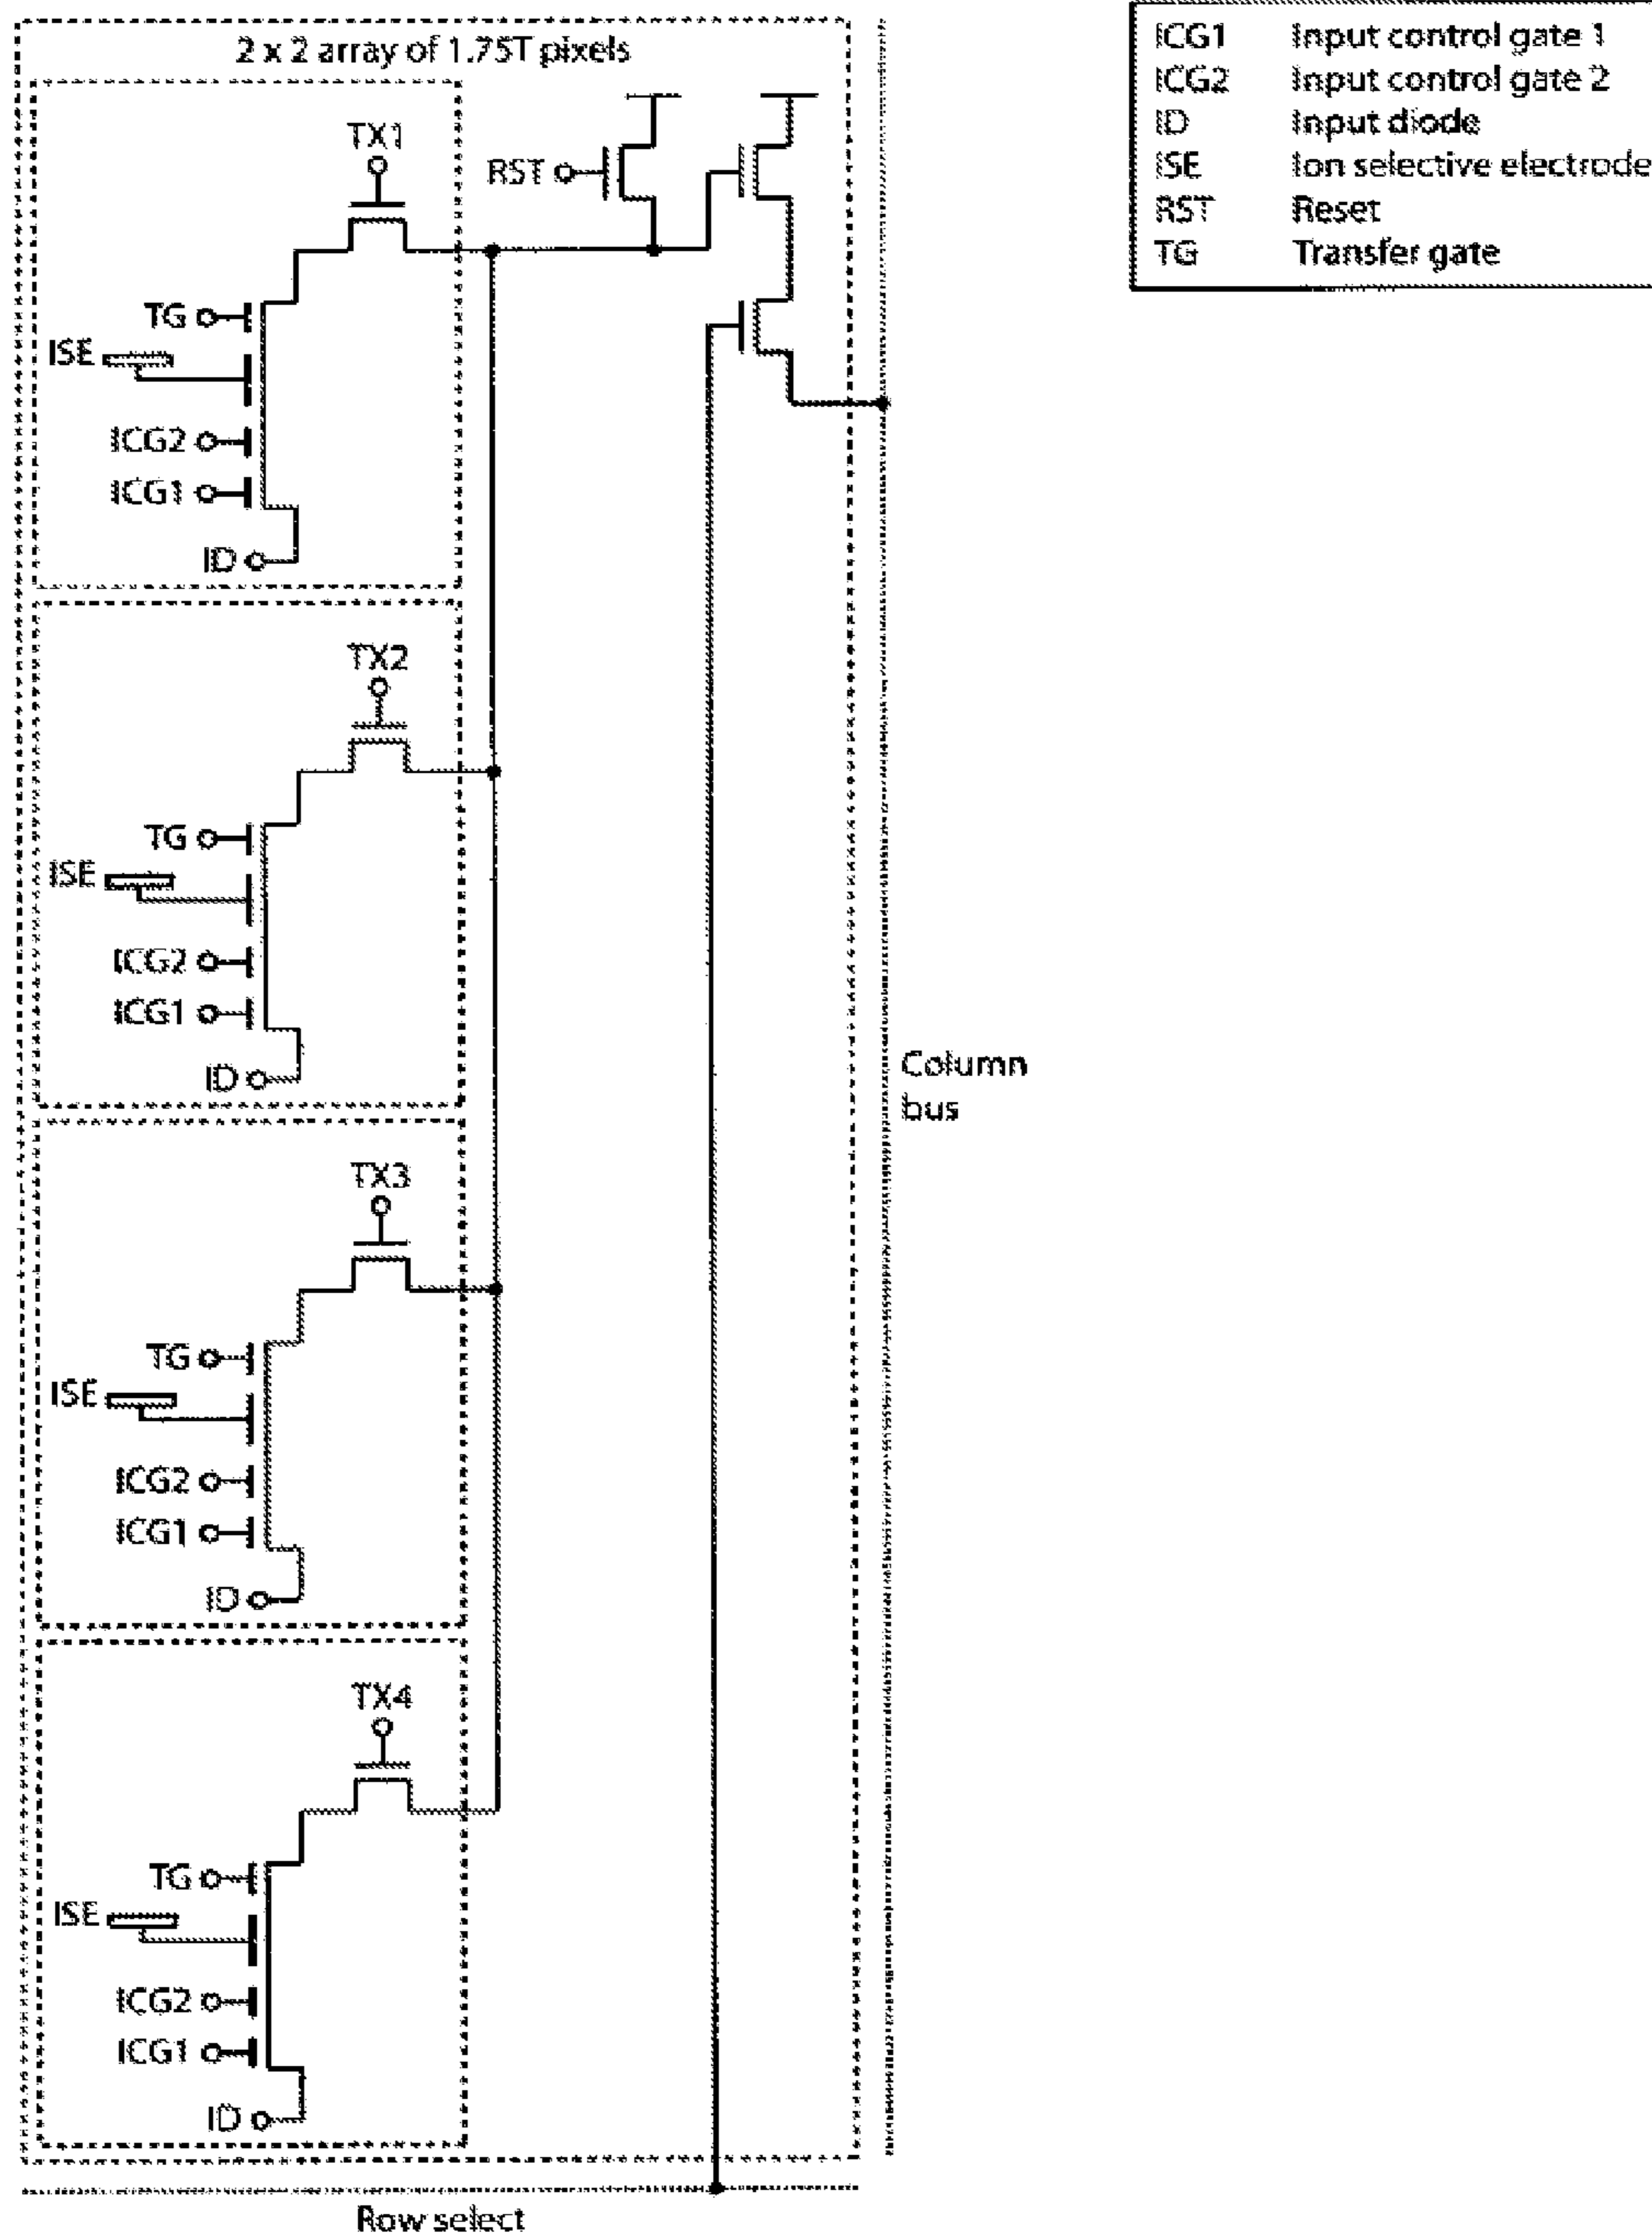 2 x 2 array of 1.75T pixels
TX1
RST
TG
ISE
ICG2
ICG1
ID
TX2
TG
ISE
ICG2
ICG1
ID
TX3
TG
ISE
ICG2
ICG1
ID
TX4
TG
ISE
ICG2
ICG1
ID
Column
bus
Row select
ICG1 Input control gate 1
ICG2 Input control gate 2
ID Input diode
ISE Ion selective electrode
RST Reset
TG Transfer gate